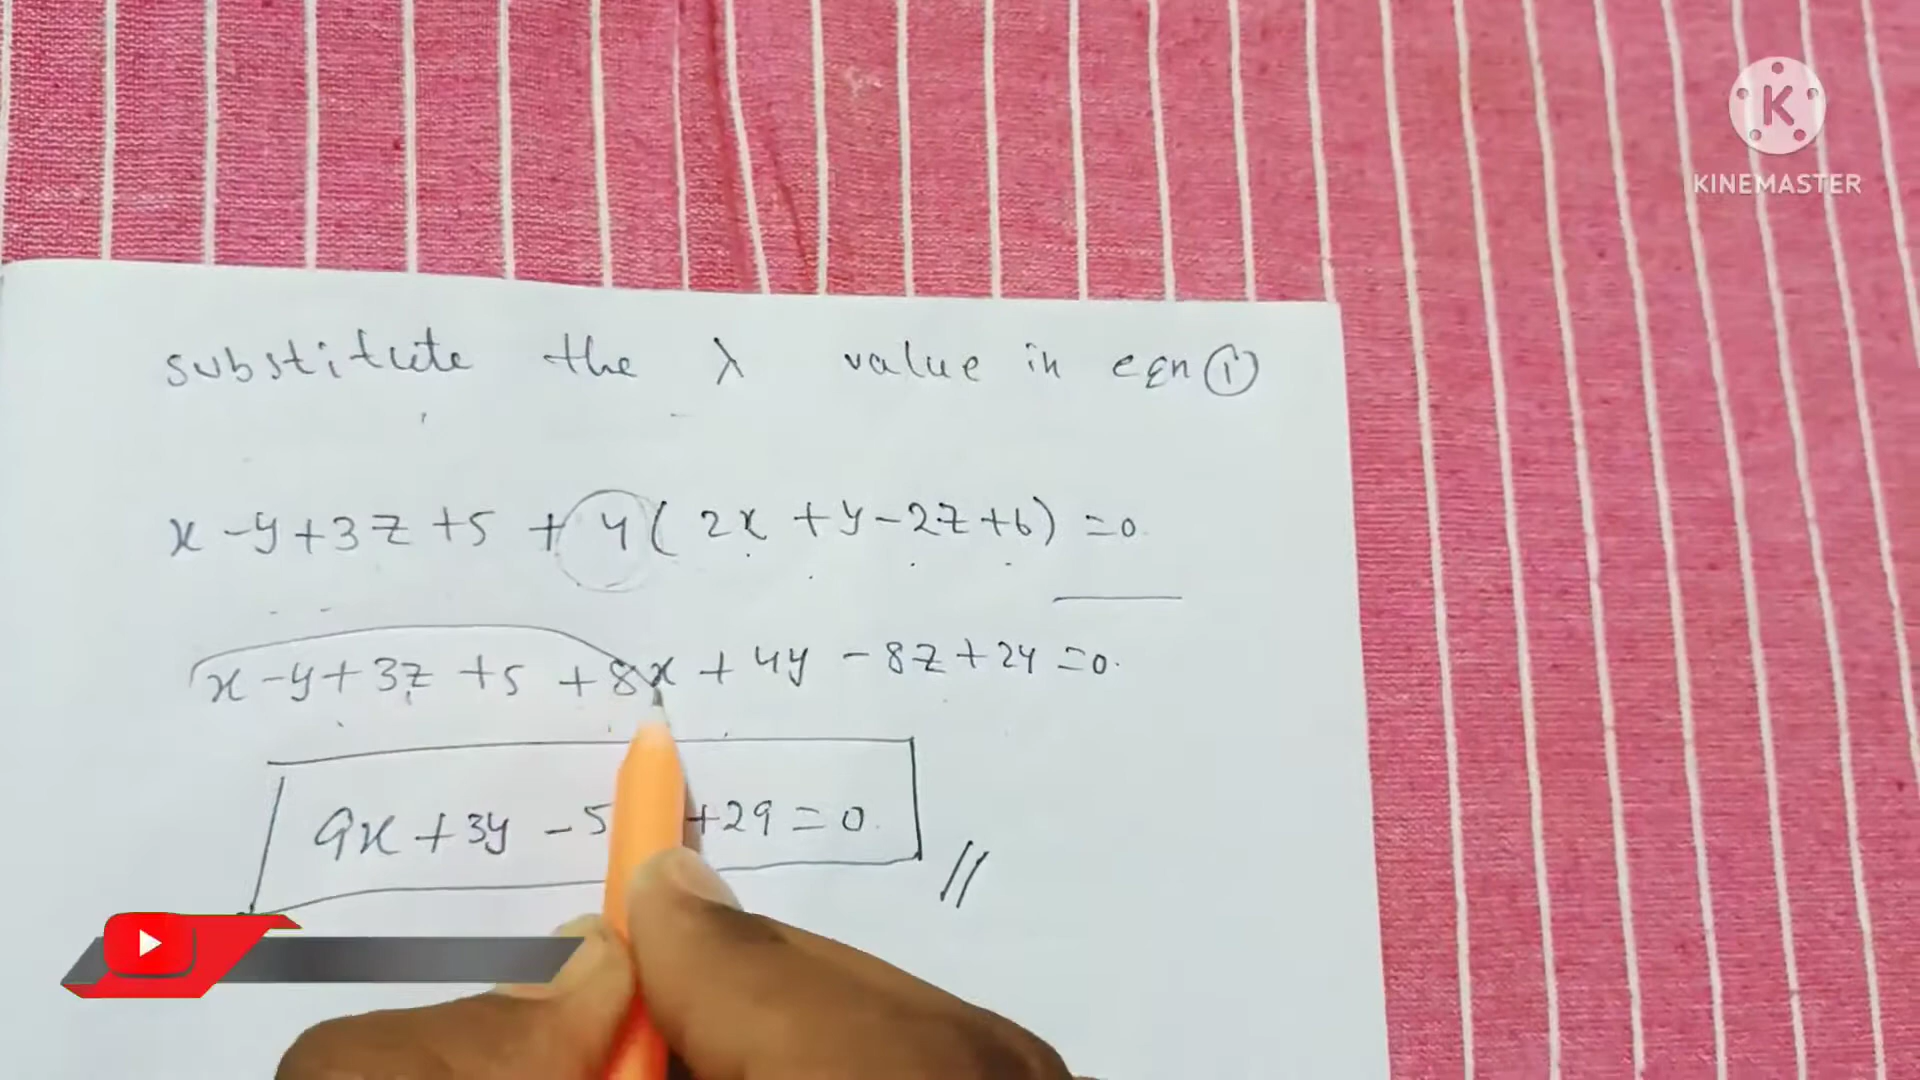 KINEMASTER
substitute the λ value in eqn ①
x - y + 3z + 5 + 4 ( 2x + y - 2z + 6 ) = 0
x - y + 3z + 5 + 8x + 4y - 8z + 24 = 0.
9x + 3y - 5 + 29 = 0.